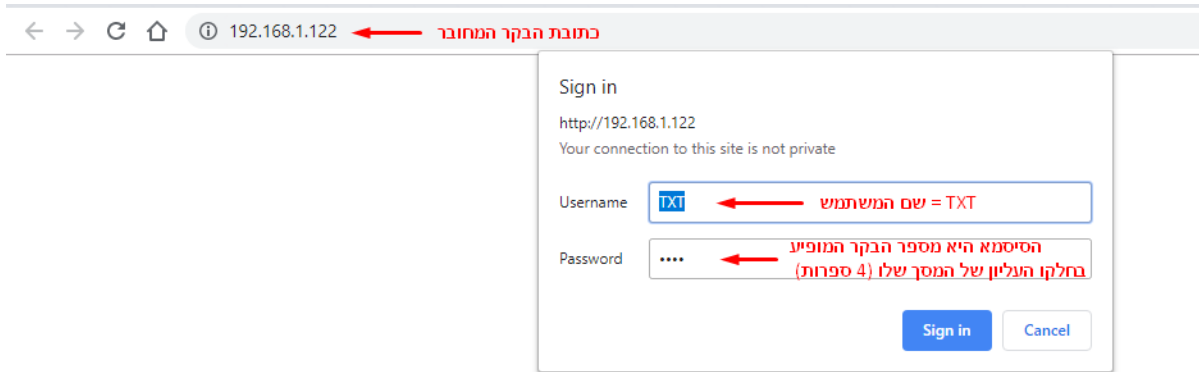 192.168.1.122
כתובת הבקר המחובר
Sign in
http://192.168.1.122
Your connection to this site is not private
Username TXT שם המשתמש = TXT
Password •••• הסיסמא היא מספר הבקר המופיע
בחלקו העליון של המסך שלו (4 ספרות)
Sign in Cancel